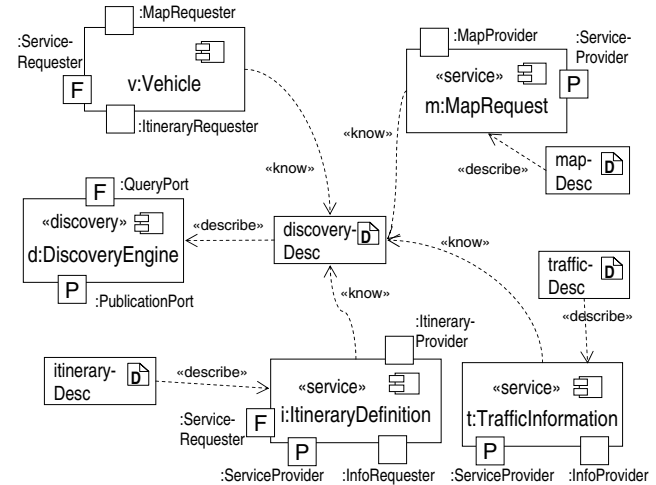 :MapRequester
:Service-
Requester
F
v:Vehicle
:ItineraryRequester
:MapProvider
:Service-
Provider
«service»
P
m:MapRequest
«know»
«know»
«describe»
map-
Desc
D
F
:QueryPort
«discovery»
d:DiscoveryEngine
P
:PublicationPort
«describe»
discovery-
Desc
D
«know»
traffic-
Desc
D
«know»
«describe»
:Itinerary-
Provider
itinerary-
Desc
D
«describe»
«service»
i:ItineraryDefinition
:Service-
Requester
F
P
:ServiceProvider
:InfoRequester
«service»
t:TrafficInformation
P
:ServiceProvider
:InfoProvider